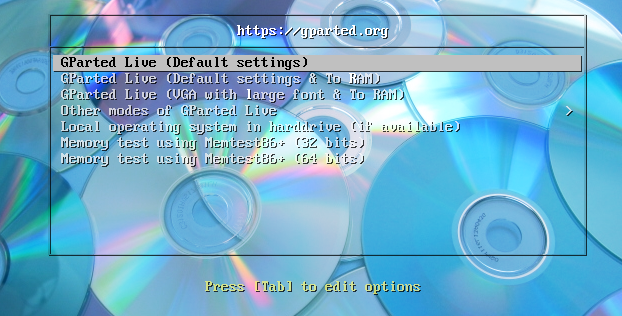 https://gparted.org
GParted Live (Default settings)
GParted Live (Default settings & To RAM)
GParted Live (VGA with large font & To RAM)
Other modes of GParted Live >
Local operating system in harddrive (if available)
Memory test using Memtest86+ (32 bits)
Memory test using Memtest86+ (64 bits)
Press [Tab] to edit options